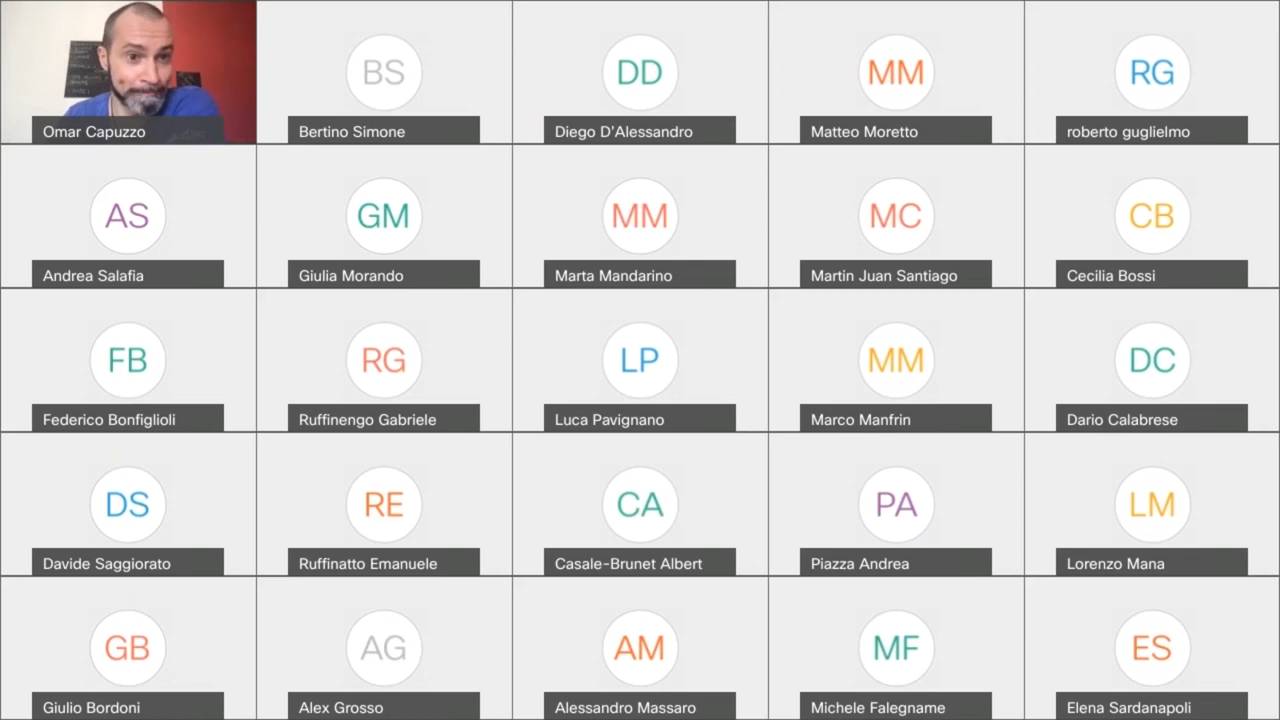 Omar Capuzzo
BS
Bertino Simone
DD
Diego D'Alessandro
MM
Matteo Moretto
RG
roberto guglielmo
AS
Andrea Salafia
GM
Giulia Morando
MM
Marta Mandarino
MC
Martin Juan Santiago
CB
Cecilia Bossi
FB
Federico Bonfiglioli
RG
Ruffinengo Gabriele
LP
Luca Pavignano
MM
Marco Manfrin
DC
Dario Calabrese
DS
Davide Saggiorato
RE
Ruffinatto Emanuele
CA
Casale-Brunet Albert
PA
Piazza Andrea
LM
Lorenzo Mana
GB
Giulio Bordoni
AG
Alex Grosso
AM
Alessandro Massaro
MF
Michele Falegname
ES
Elena Sardanapoli